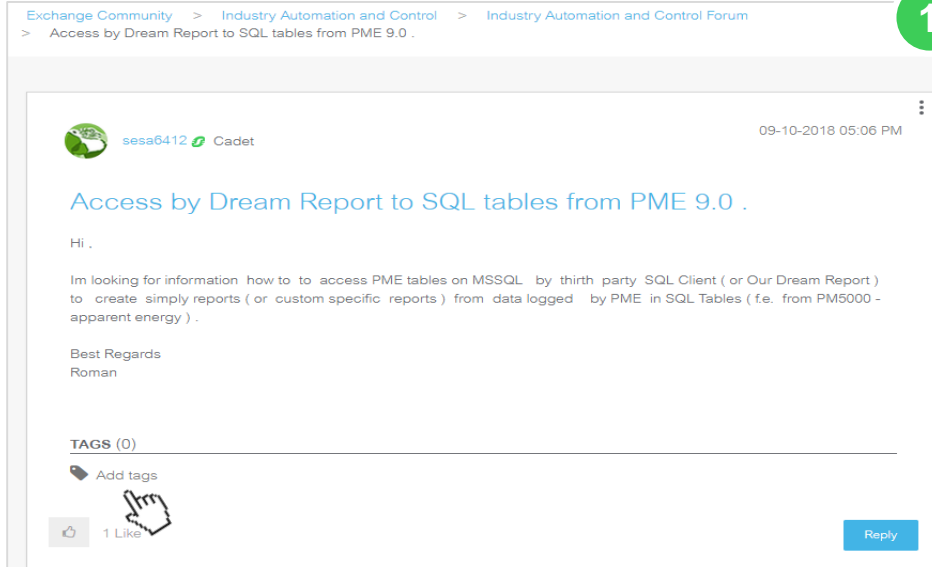 Exchange Community > Industry Automation and Control > Industry Automation and Control Forum
> Access by Dream Report to SQL tables from PME 9.0 .
1
sesa6412 Cadet
09-10-2018 05:06 PM
Access by Dream Report to SQL tables from PME 9.0 .
Hi .
Im looking for information how to to access PME tables on MSSQL by thirth party SQL Client ( or Our Dream Report )
to create simply reports ( or custom specific reports ) from data logged by PME in SQL Tables ( f.e. from PM5000 -
apparent energy ) .
Best Regards
Roman
TAGS (0)
Add tags
1 Like
Reply